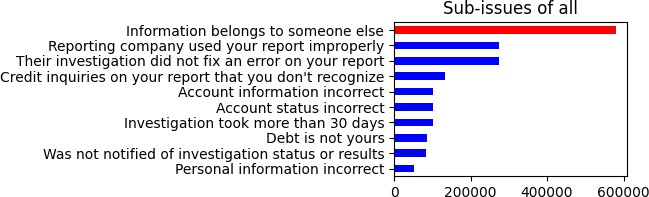 Sub-issues of all
Information belongs to someone else
Reporting company used your report improperly
Their investigation did not fix an error on your report
Credit inquiries on your report that you don't recognize
Account information incorrect
Account status incorrect
Investigation took more than 30 days
Debt is not yours
Was not notified of investigation status or results
Personal information incorrect
0 200000 400000 600000